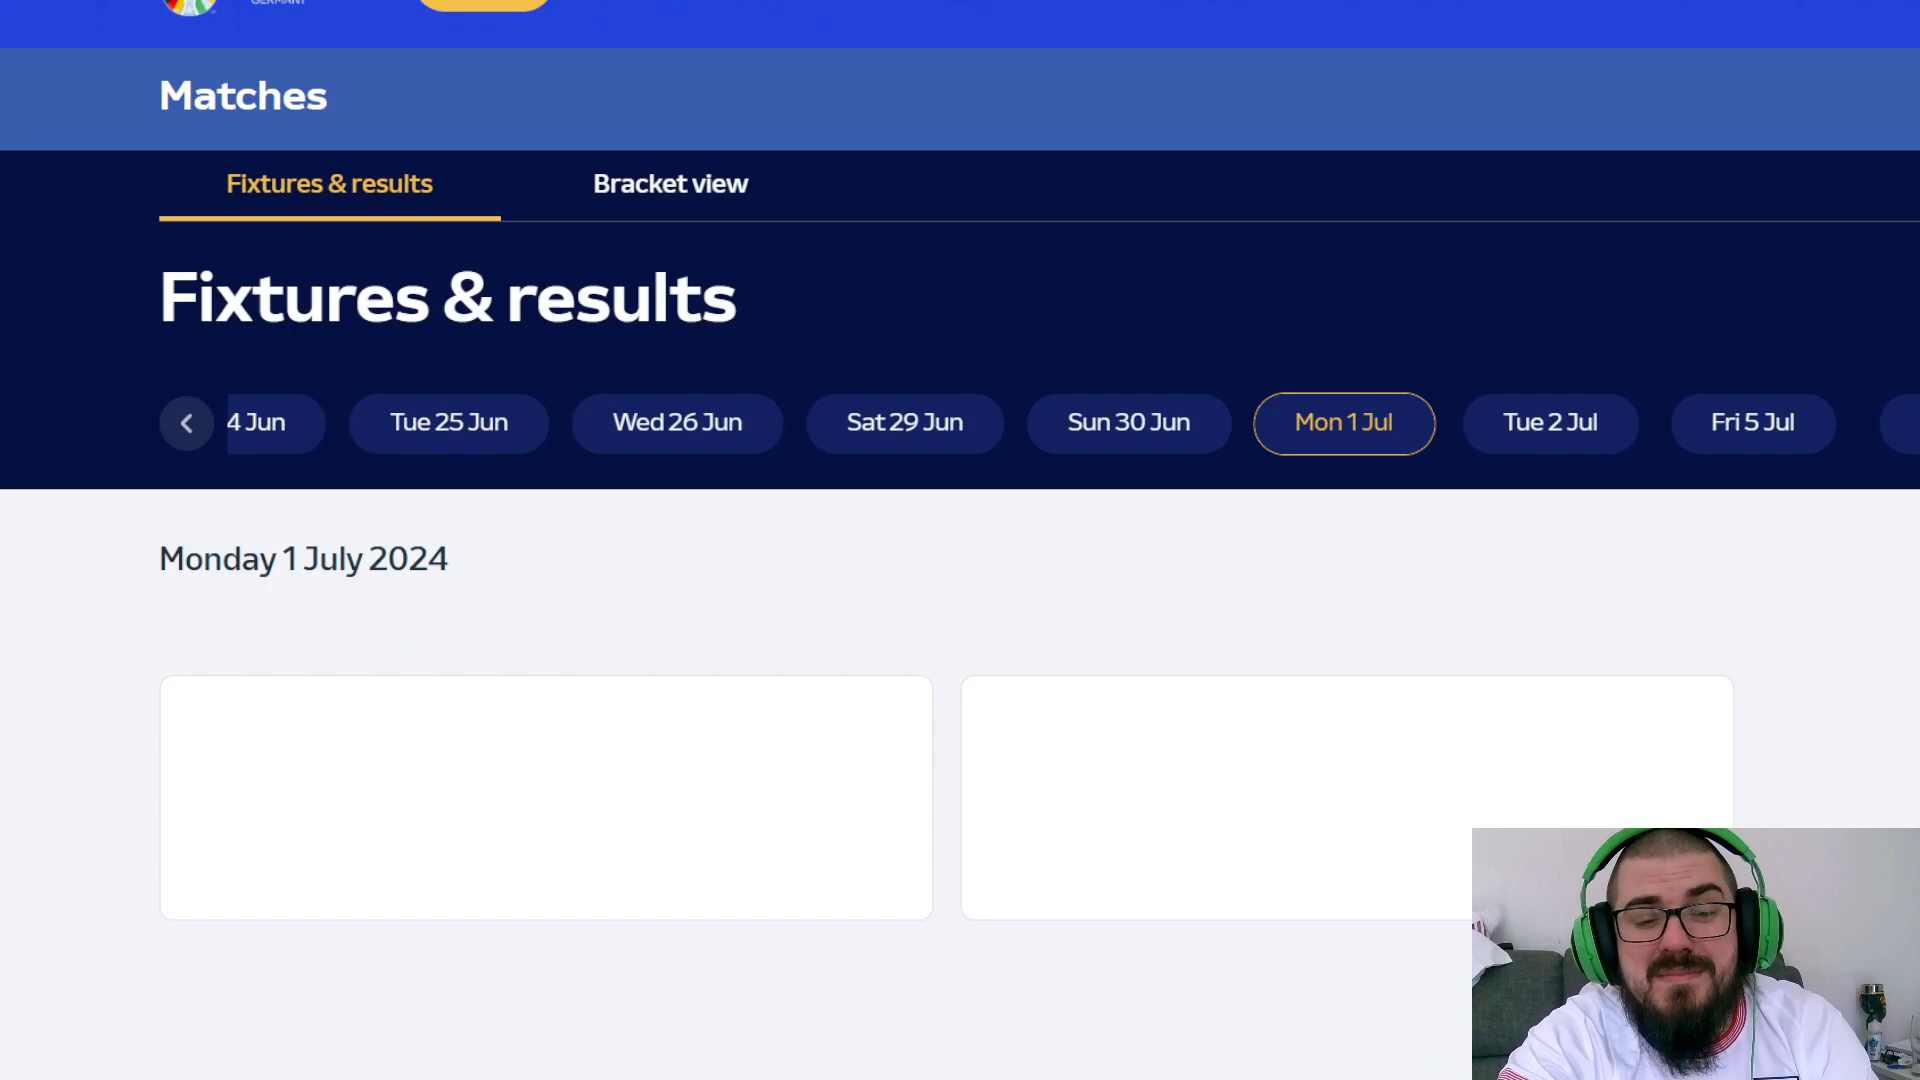 GERMANY
Matches
Fixtures & results
Bracket view
Fixtures & results
4 Jun
Tue 25 Jun
Wed 26 Jun
Sat 29 Jun
Sun 30 Jun
Mon 1 Jul
Tue 2 Jul
Fri 5 Jul
Monday 1 July 2024